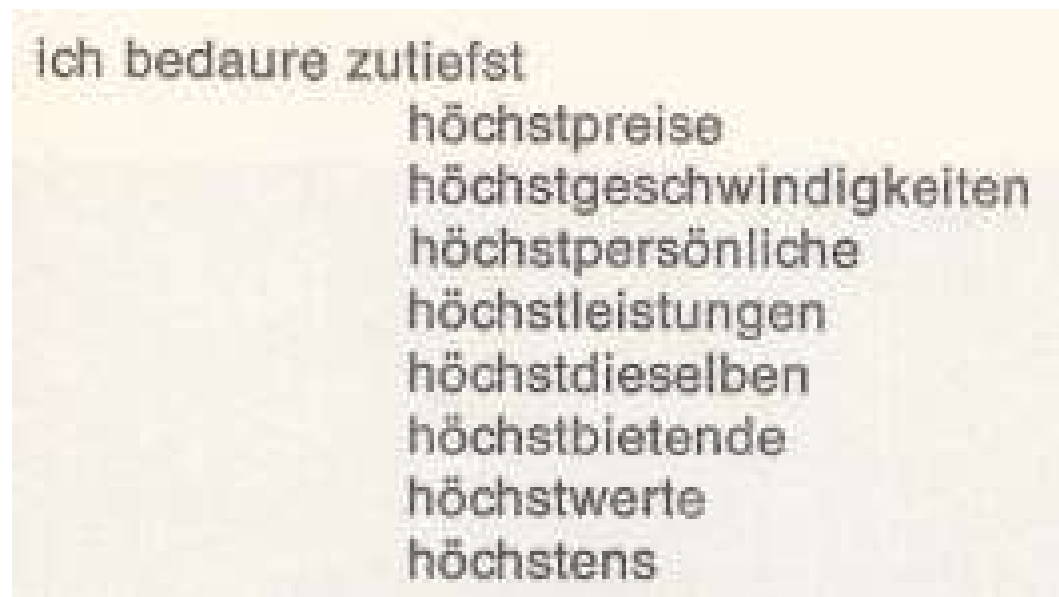 ich bedaure zutiefst
höchstpreise
höchstgeschwindigkeiten
höchstpersönliche
höchstleistungen
höchstdieselben
höchstbietende
höchstwerte
höchstens